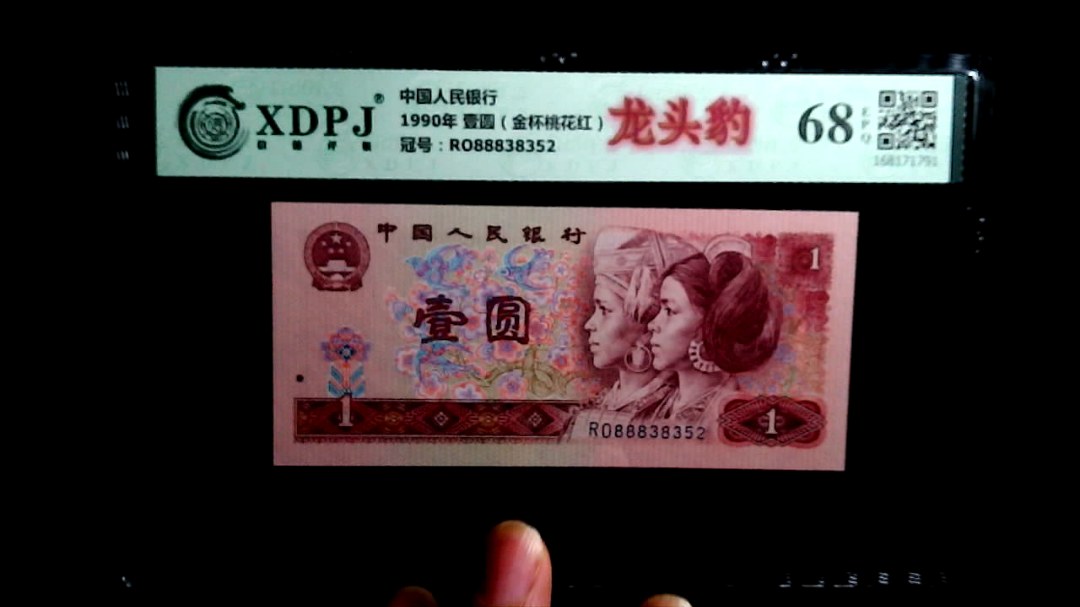 XDPJ®
中国人民银行
1990年 壹圆（金杯桃花红）
冠号：RO88838352
龙头豹
68
EPQ
168171791
中国人民银行
1
壹圆
1
RO88838352
1